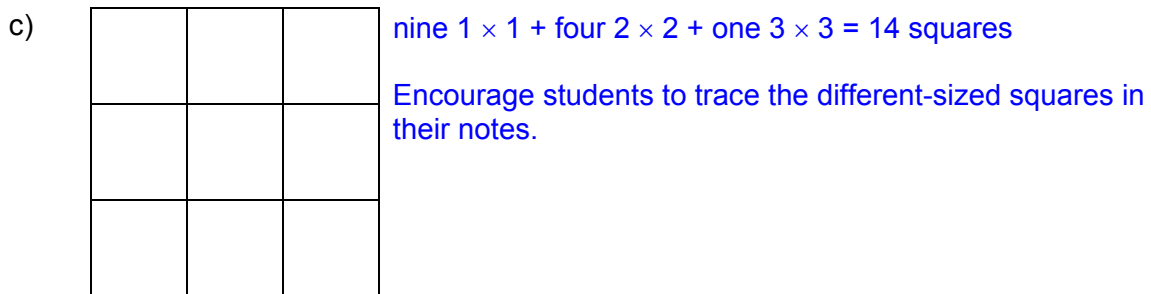 c)
nine 1 × 1 + four 2 × 2 + one 3 × 3 = 14 squares
Encourage students to trace the different-sized squares in
their notes.